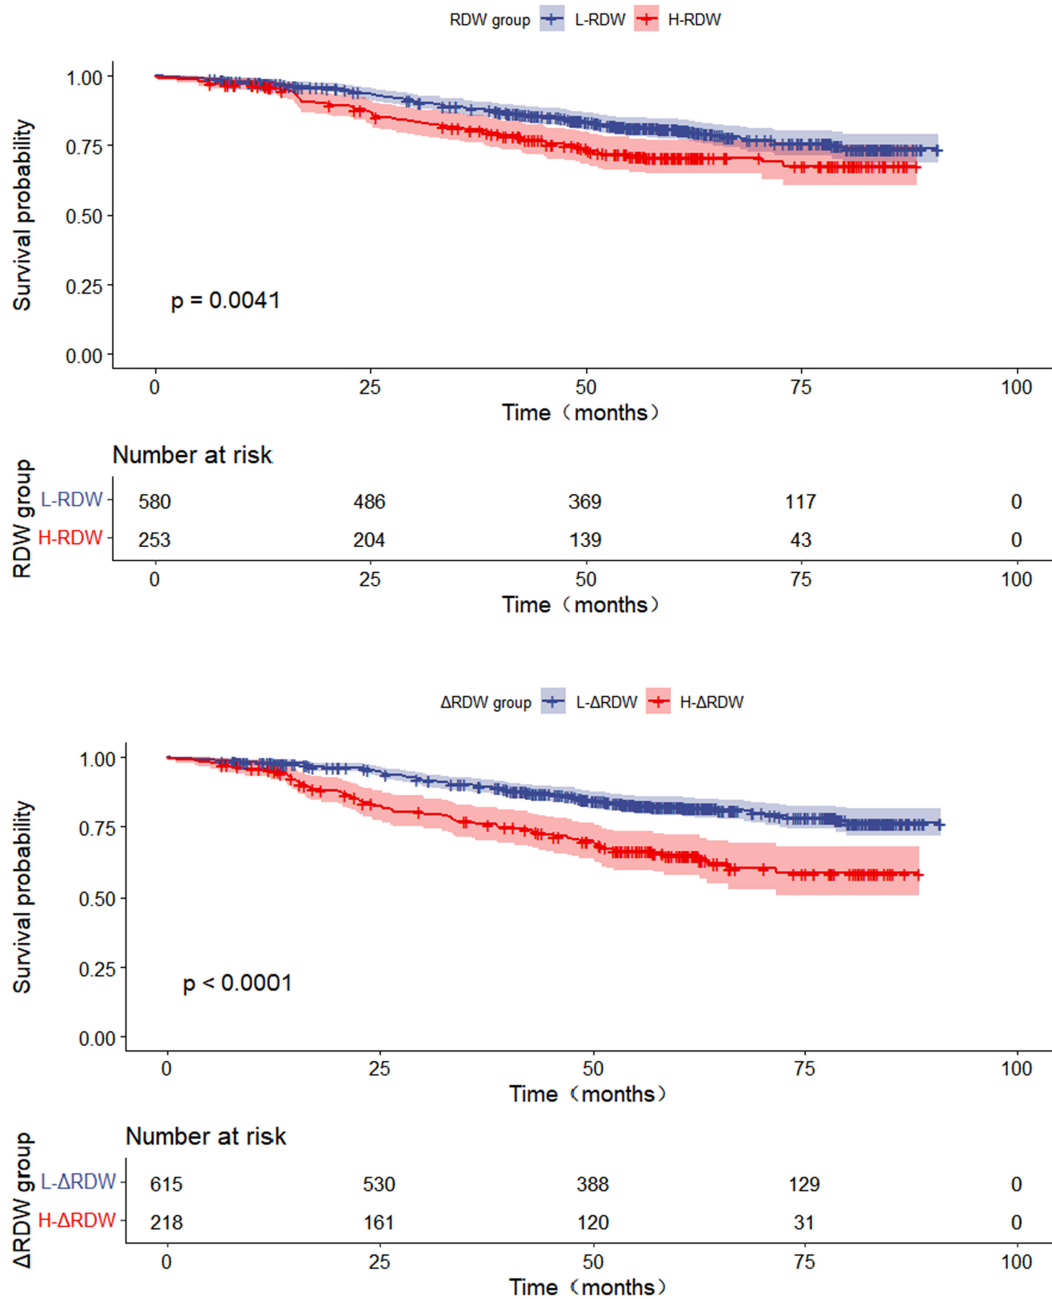 RDW group L-RDW H-RDW
1.00
0.75
0.50
0.25
0.00
Survival probability
p = 0.0041
0 25 50 75 100
Time（months）
Number at risk
RDW group
L-RDW 580 486 369 117 0
H-RDW 253 204 139 43 0
0 25 50 75 100
Time（months）
ΔRDW group L-ΔRDW H-ΔRDW
1.00
0.75
0.50
0.25
0.00
Survival probability
p < 0.0001
0 25 50 75 100
Time（months）
Number at risk
ΔRDW group
L-ΔRDW 615 530 388 129 0
H-ΔRDW 218 161 120 31 0
0 25 50 75 100
Time（months）